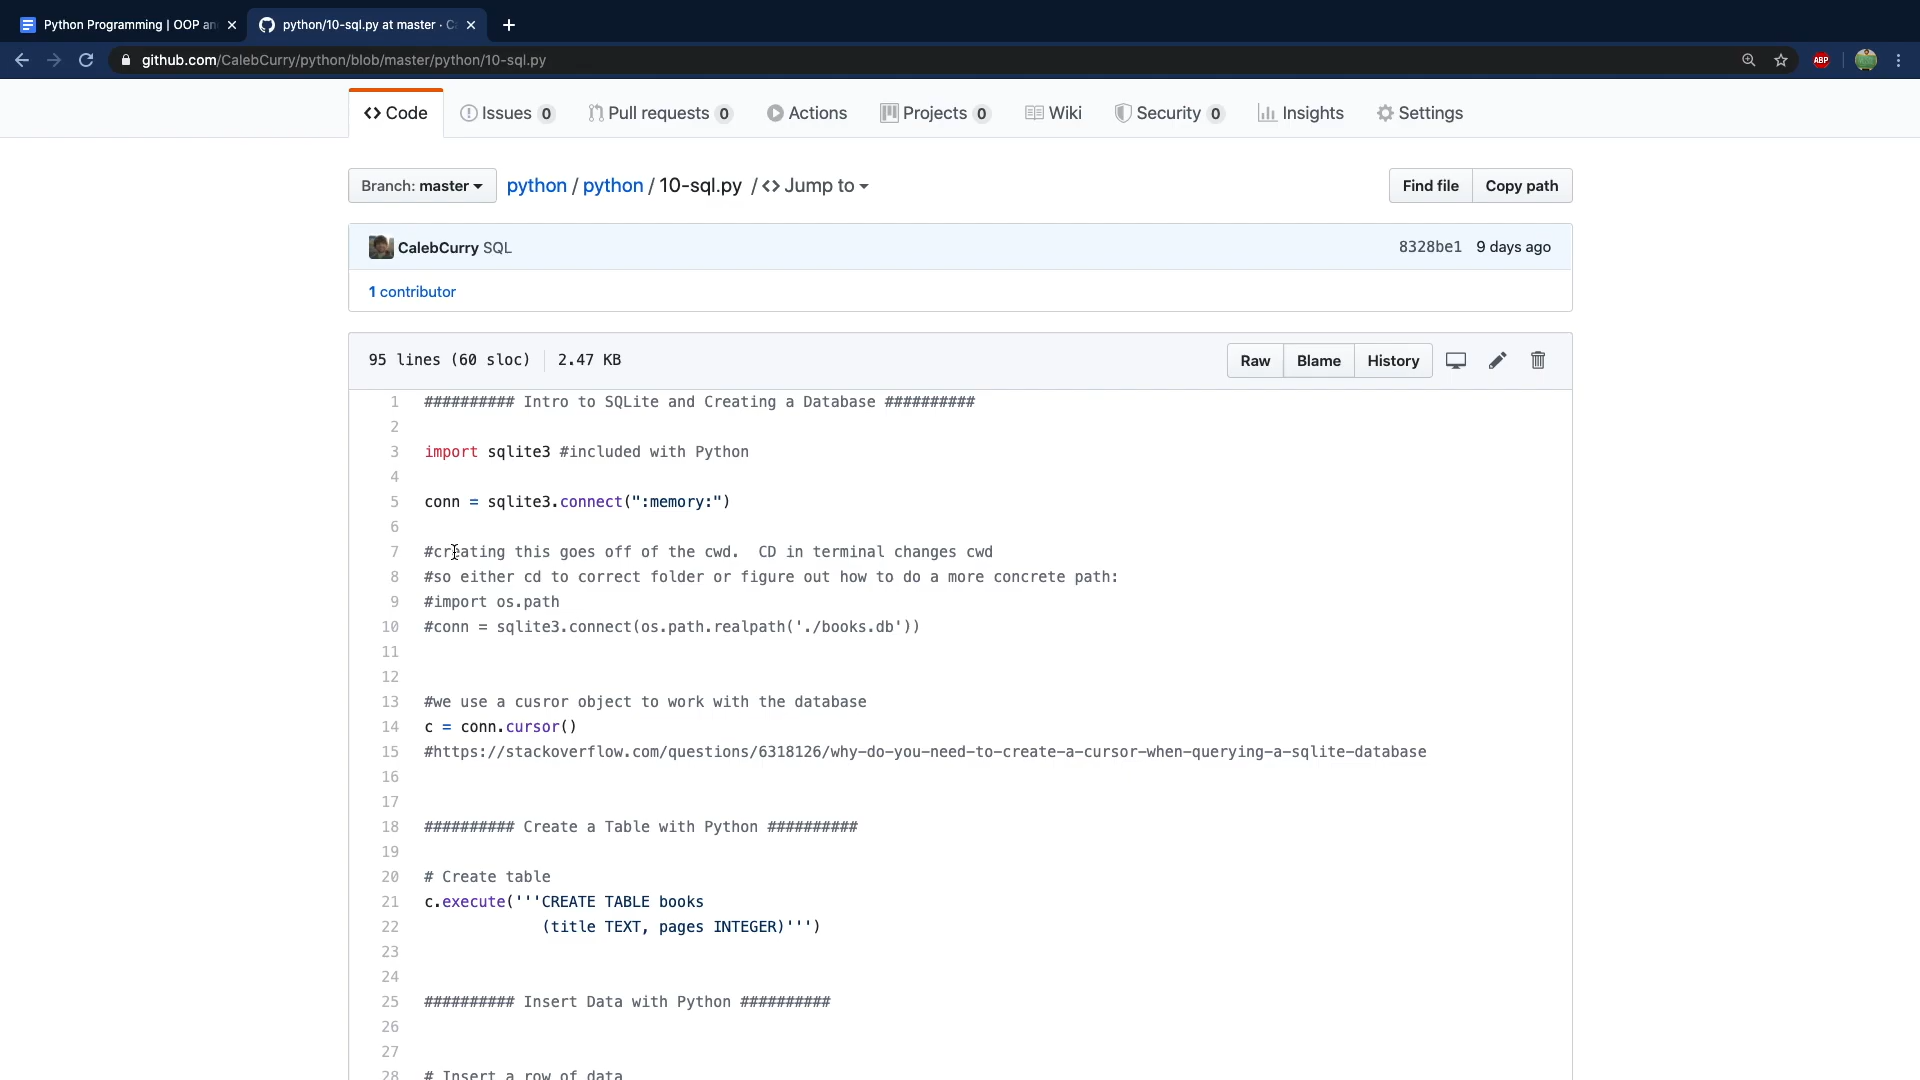 Python Programming | OOP an
python/10-sql.py at master · C
github.com/CalebCurry/python/blob/master/python/10-sql.py
ABP
Code
Issues 0
Pull requests 0
Actions
Projects 0
Wiki
Security 0
Insights
Settings
Branch: master
python / python / 10-sql.py / <> Jump to
Find file
Copy path
CalebCurry SQL
8328be1 9 days ago
1 contributor
95 lines (60 sloc) 2.47 KB
Raw
Blame
History
1 ########## Intro to SQLite and Creating a Database ##########
2
3 import sqlite3 #included with Python
4
5 conn = sqlite3.connect(":memory:")
6
7 #creating this goes off of the cwd.  CD in terminal changes cwd
8 #so either cd to correct folder or figure out how to do a more concrete path:
9 #import os.path
10 #conn = sqlite3.connect(os.path.realpath('./books.db'))
11
12
13 #we use a cusror object to work with the database
14 c = conn.cursor()
15 #https://stackoverflow.com/questions/6318126/why-do-you-need-to-create-a-cursor-when-querying-a-sqlite-database
16
17
18 ########## Create a Table with Python ##########
19
20 # Create table
21 c.execute('''CREATE TABLE books
22              (title TEXT, pages INTEGER)''')
23
24
25 ########## Insert Data with Python ##########
26
27
28 # Insert a row of data